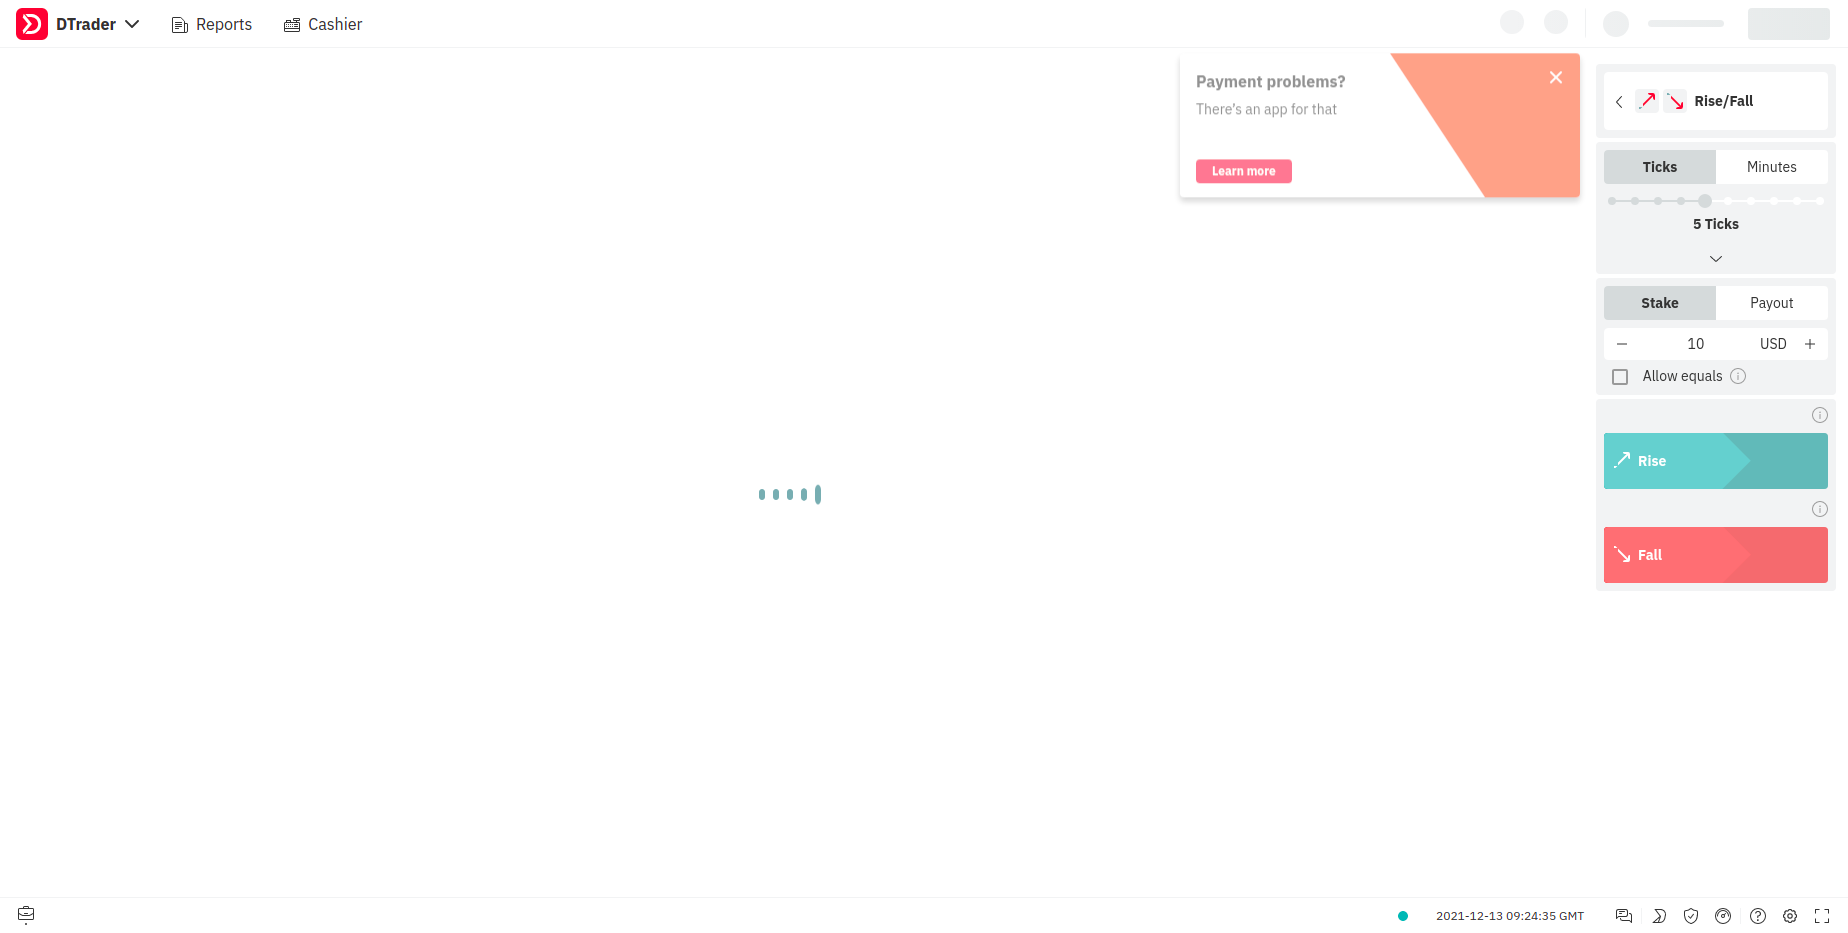 DTrader
Reports
Cashier
Payment problems?
There's an app for that
Learn more
Rise/Fall
Ticks
Minutes
5 Ticks
Stake
Payout
10
USD
Allow equals
Rise
Fall
2021-12-13 09:24:35 GMT